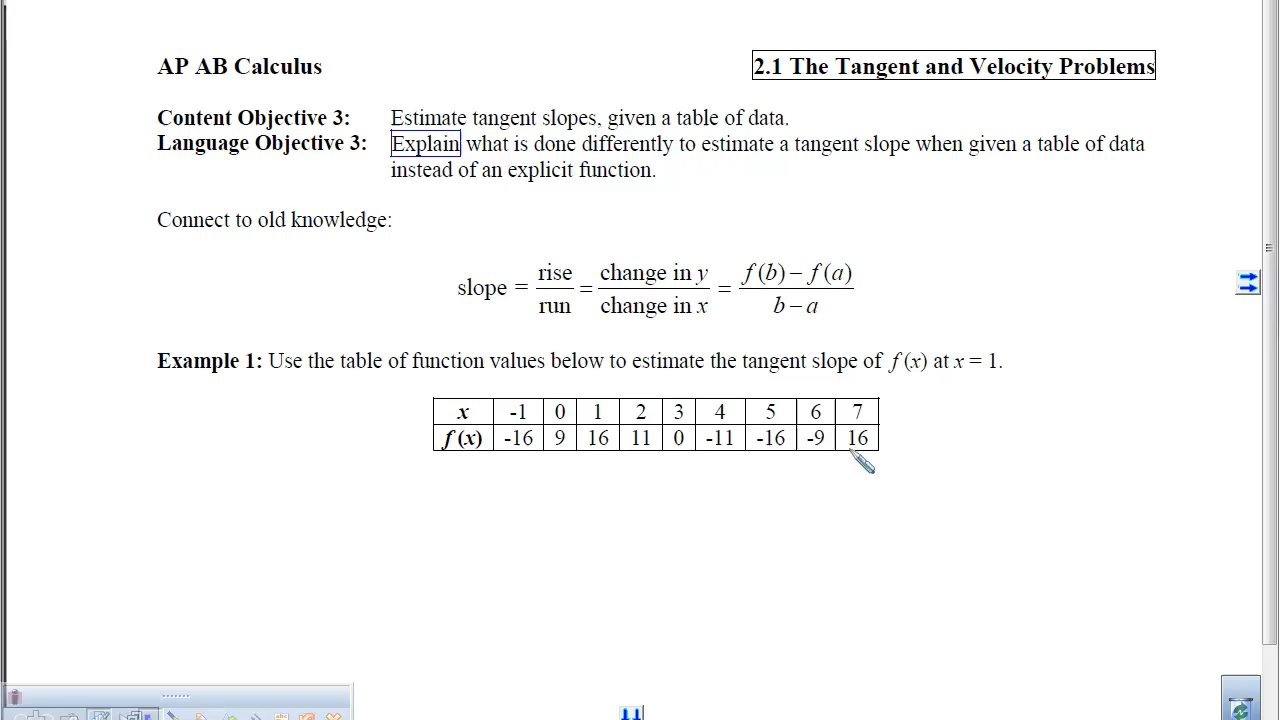 AP AB Calculus
2.1 The Tangent and Velocity Problems
Content Objective 3: Estimate tangent slopes, given a table of data.
Language Objective 3: Explain what is done differently to estimate a tangent slope when given a table of data
instead of an explicit function.
Connect to old knowledge:
slope = rise/run = change in y/change in x = f(b) − f(a)/b − a
Example 1: Use the table of function values below to estimate the tangent slope of f(x) at x = 1.
x -1 0 1 2 3 4 5 6 7
f(x) -16 9 16 11 0 -11 -16 -9 16